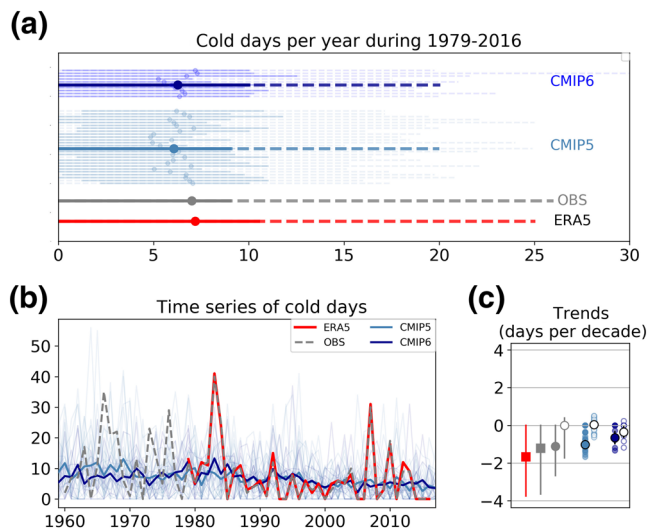 (a)
Cold days per year during 1979-2016
CMIP6
CMIP5
OBS
ERA5
0 5 10 15 20 25 30
(b)
Time series of cold days
ERA5 CMIP5
OBS CMIP6
50
40
30
20
10
0
1960 1970 1980 1990 2000 2010
(c)
Trends
(days per decade)
4
2
0
−2
−4